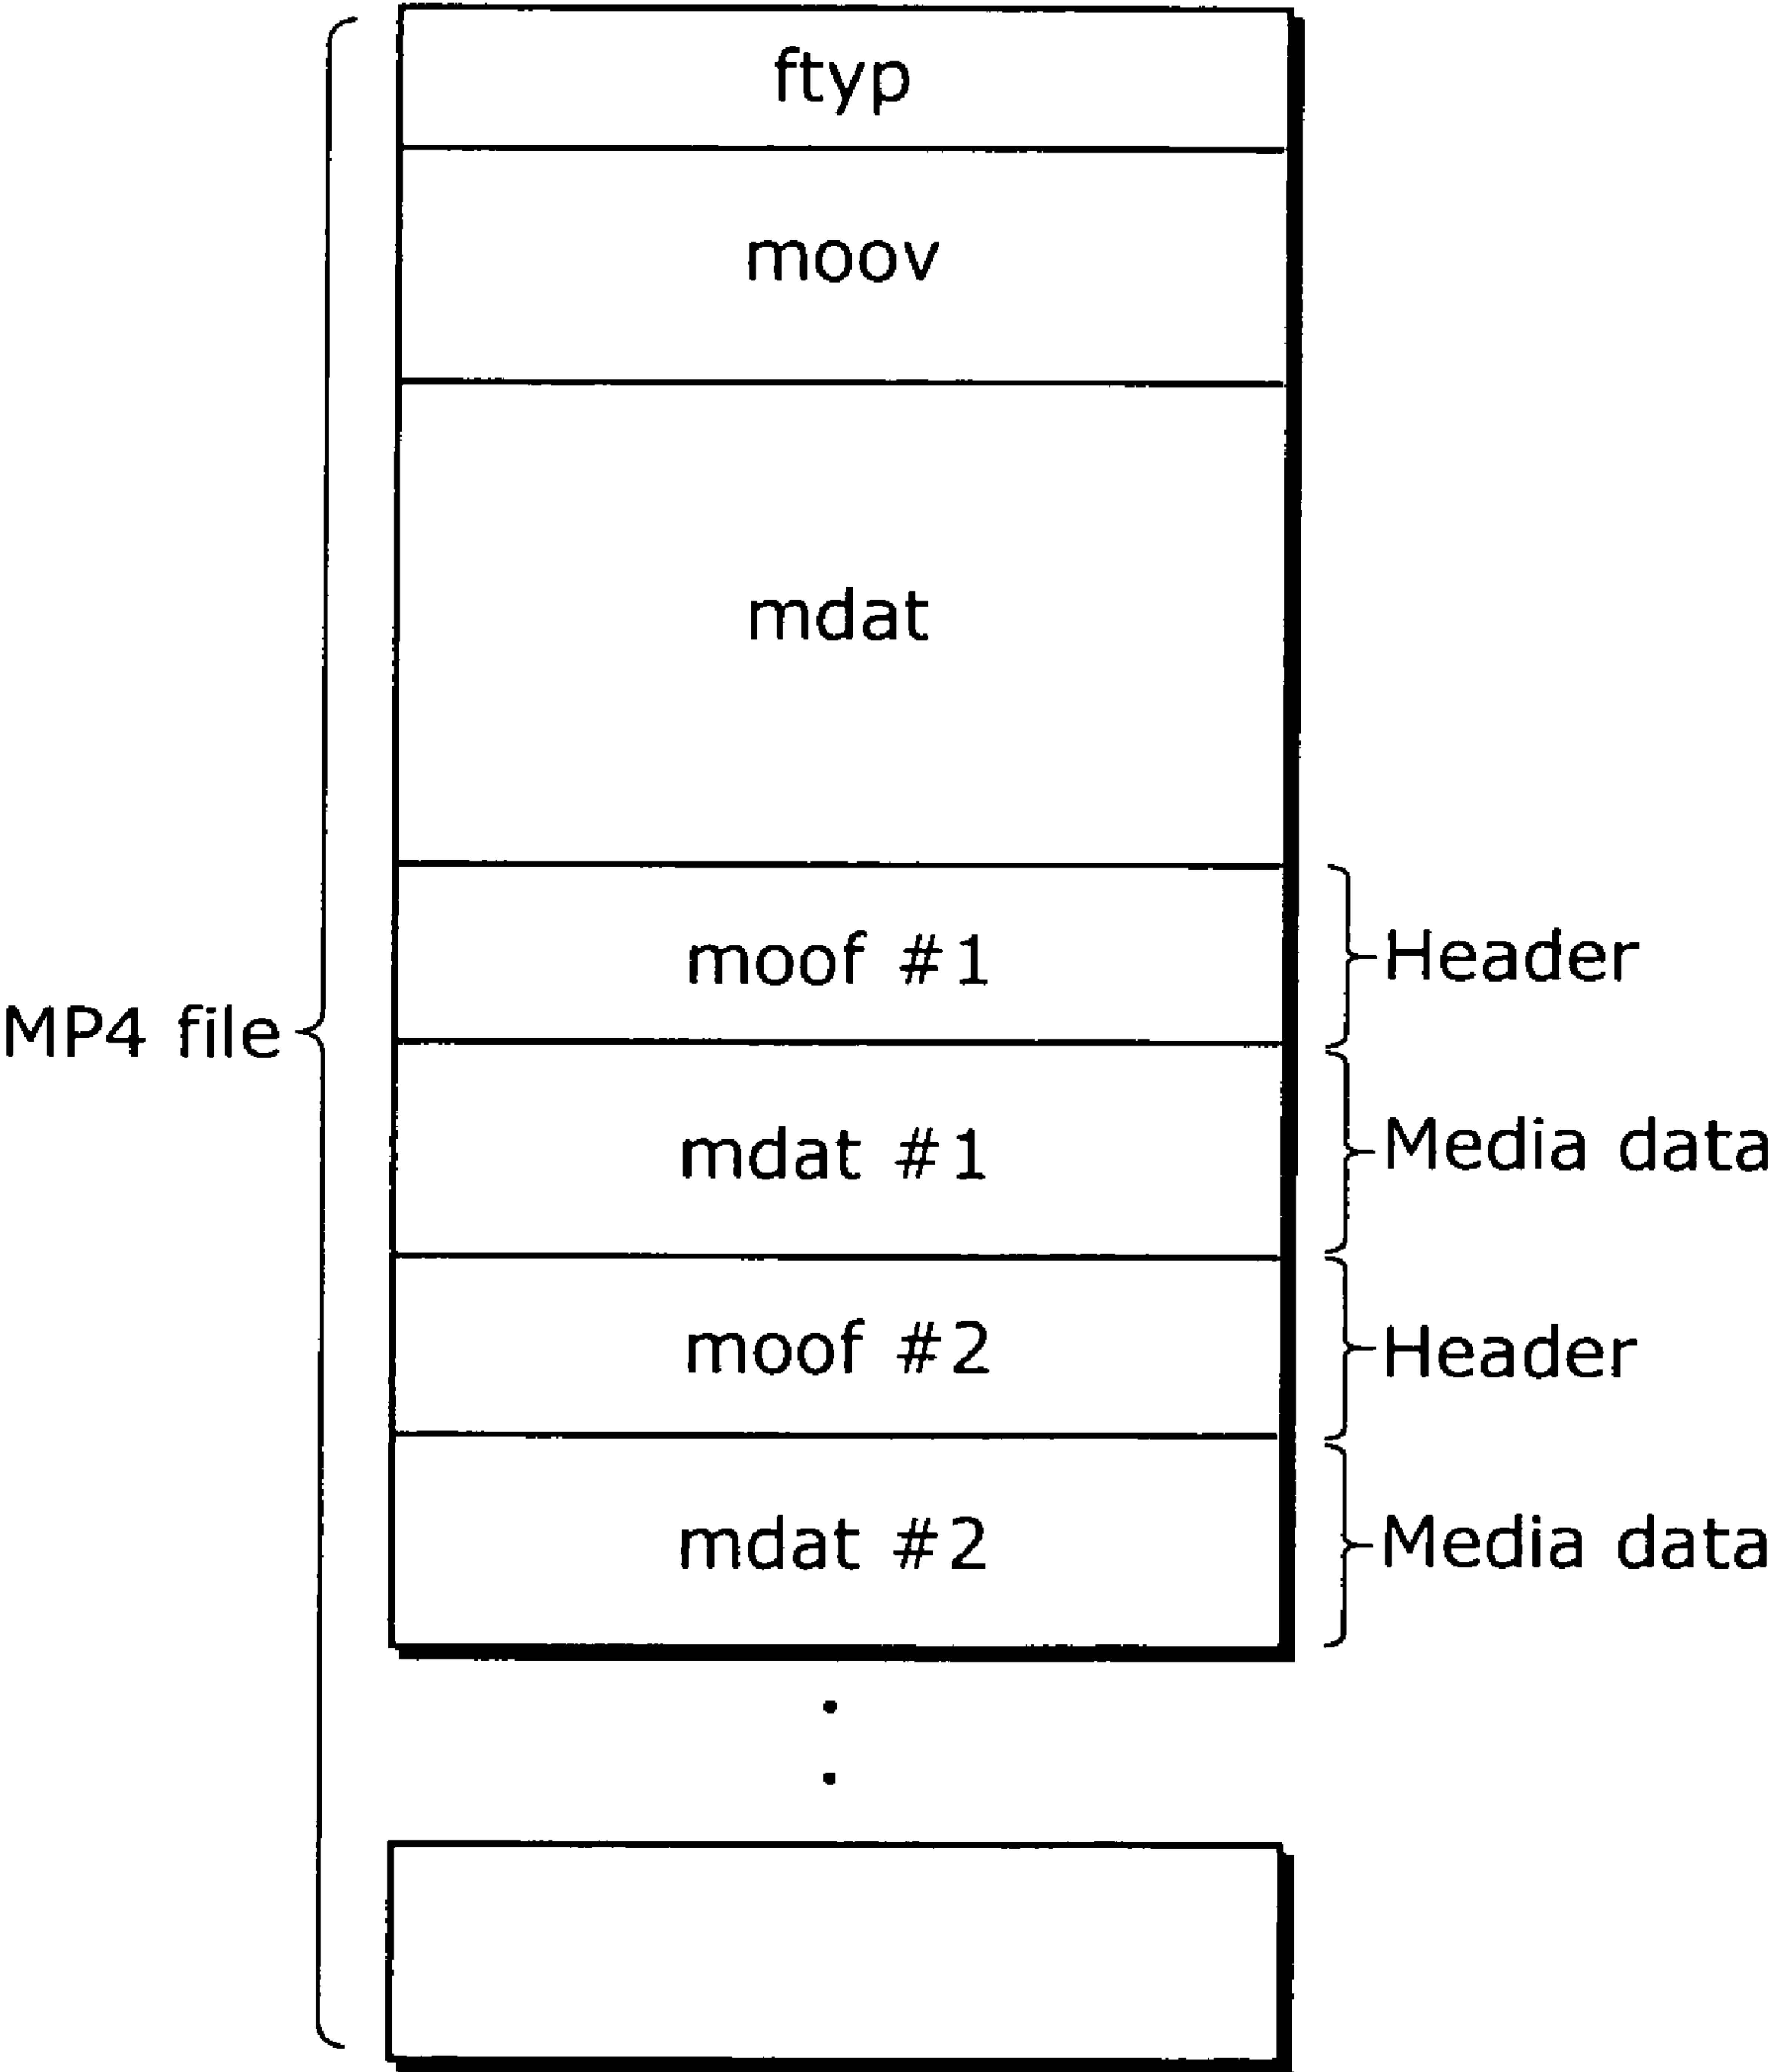 ftyp
moov
mdat
moof #1
Header
MP4 file
mdat #1
Media data
moof #2
Header
mdat #2
Media data